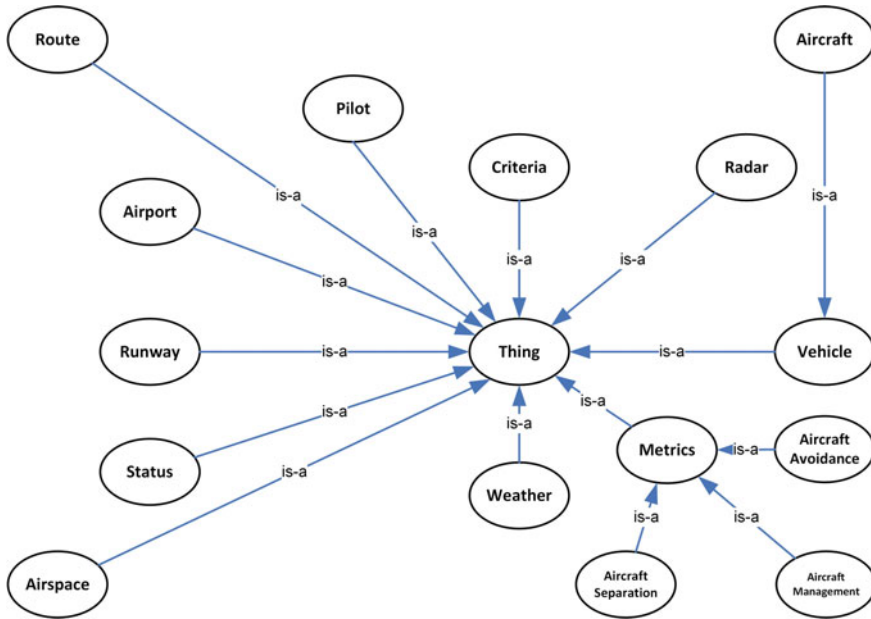 Route
Aircraft
Pilot
Criteria
Radar
is-a
Airport
is-a
is-a
is-a
is-a
is-a
is-a
Runway
is-a
Thing
is-a
Vehicle
is-a
is-a
is-a
Metrics
is-a
Aircraft
Avoidance
Status
is-a
Weather
is-a
is-a
Airspace
Aircraft
Separation
Aircraft
Management